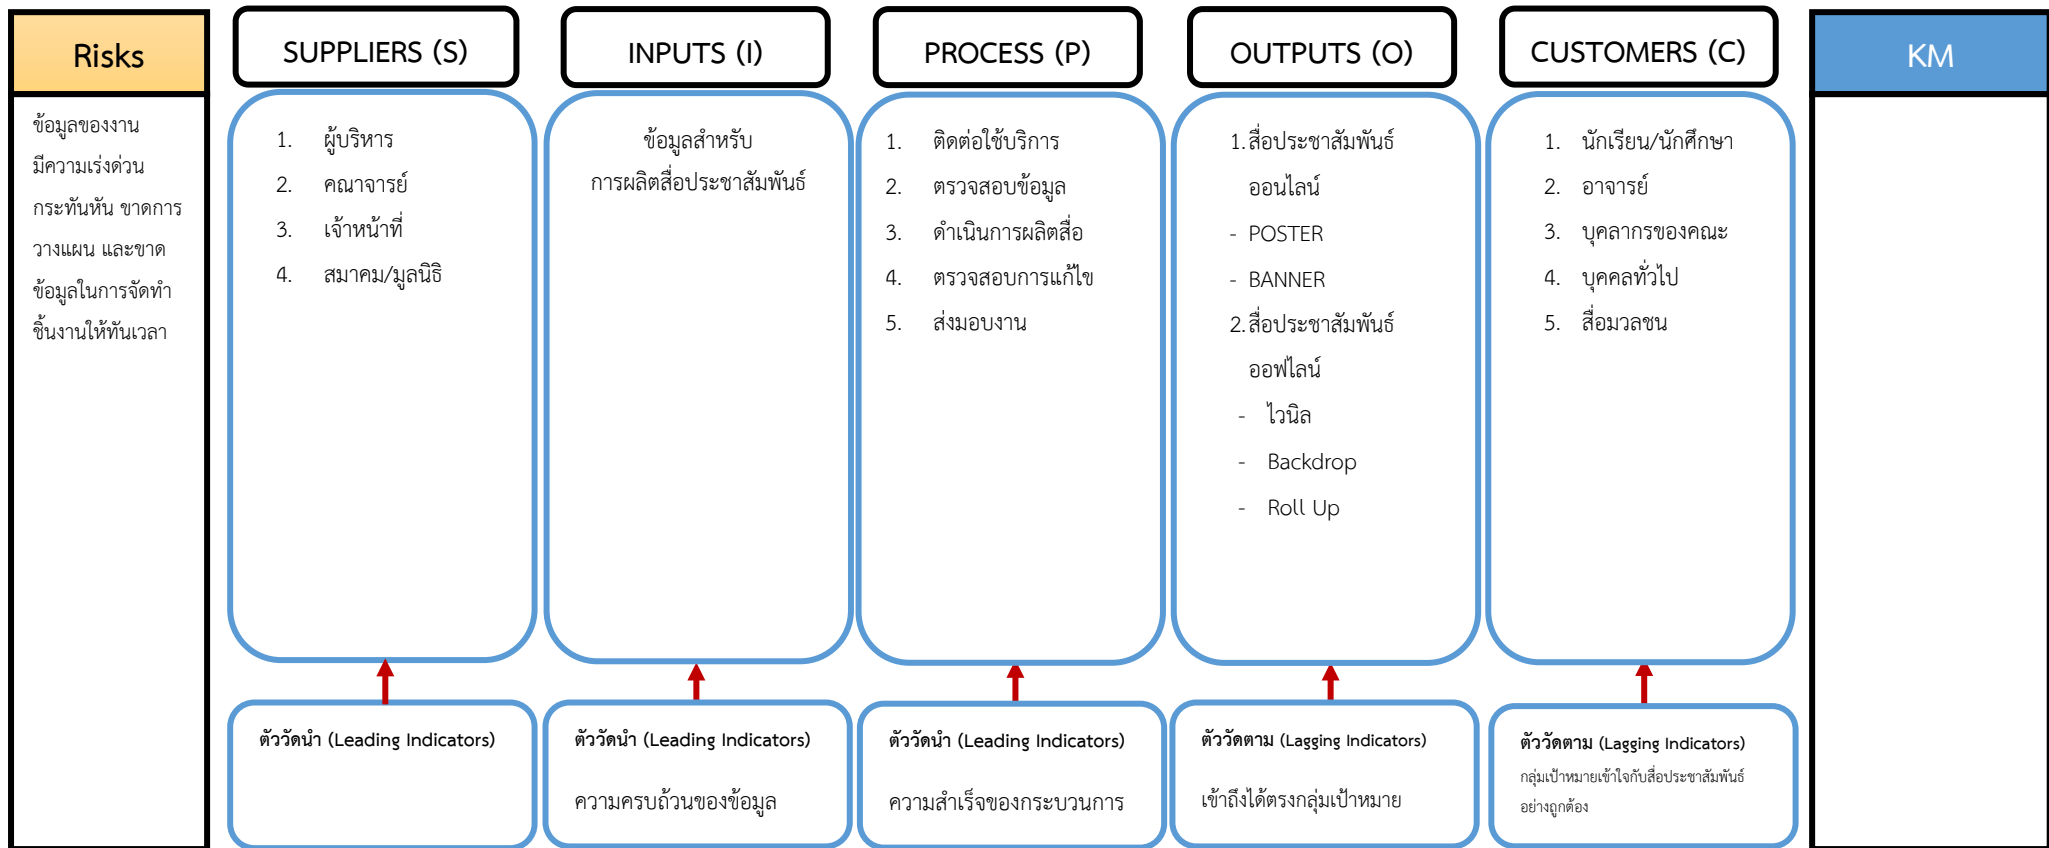 Risks
ข้อมูลของงาน
มีความเร่งด่วน
กระทันหัน ขาดการ
วางแผน และขาด
ข้อมูลในการจัดทำ
ชิ้นงานให้ทันเวลา
SUPPLIERS (S)
1. ผู้บริหาร
2. คณาจารย์
3. เจ้าหน้าที่
4. สมาคม/มูลนิธิ
ตัววัดนำ (Leading Indicators)
INPUTS (I)
ข้อมูลสำหรับ
การผลิตสื่อประชาสัมพันธ์
ตัววัดนำ (Leading Indicators)
ความครบถ้วนของข้อมูล
PROCESS (P)
1. ติดต่อใช้บริการ
2. ตรวจสอบข้อมูล
3. ดำเนินการผลิตสื่อ
4. ตรวจสอบการแก้ไข
5. ส่งมอบงาน
ตัววัดนำ (Leading Indicators)
ความสำเร็จของกระบวนการ
OUTPUTS (O)
1. สื่อประชาสัมพันธ์
ออนไลน์
- POSTER
- BANNER
2. สื่อประชาสัมพันธ์
ออฟไลน์
- ไวนิล
- Backdrop
- Roll Up
ตัววัดตาม (Lagging Indicators)
เข้าถึงได้ตรงกลุ่มเป้าหมาย
CUSTOMERS (C)
1. นักเรียน/นักศึกษา
2. อาจารย์
3. บุคลากรของคณะ
4. บุคคลทั่วไป
5. สื่อมวลชน
ตัววัดตาม (Lagging Indicators)
กลุ่มเป้าหมายเข้าใจกับสื่อประชาสัมพันธ์
อย่างถูกต้อง
KM